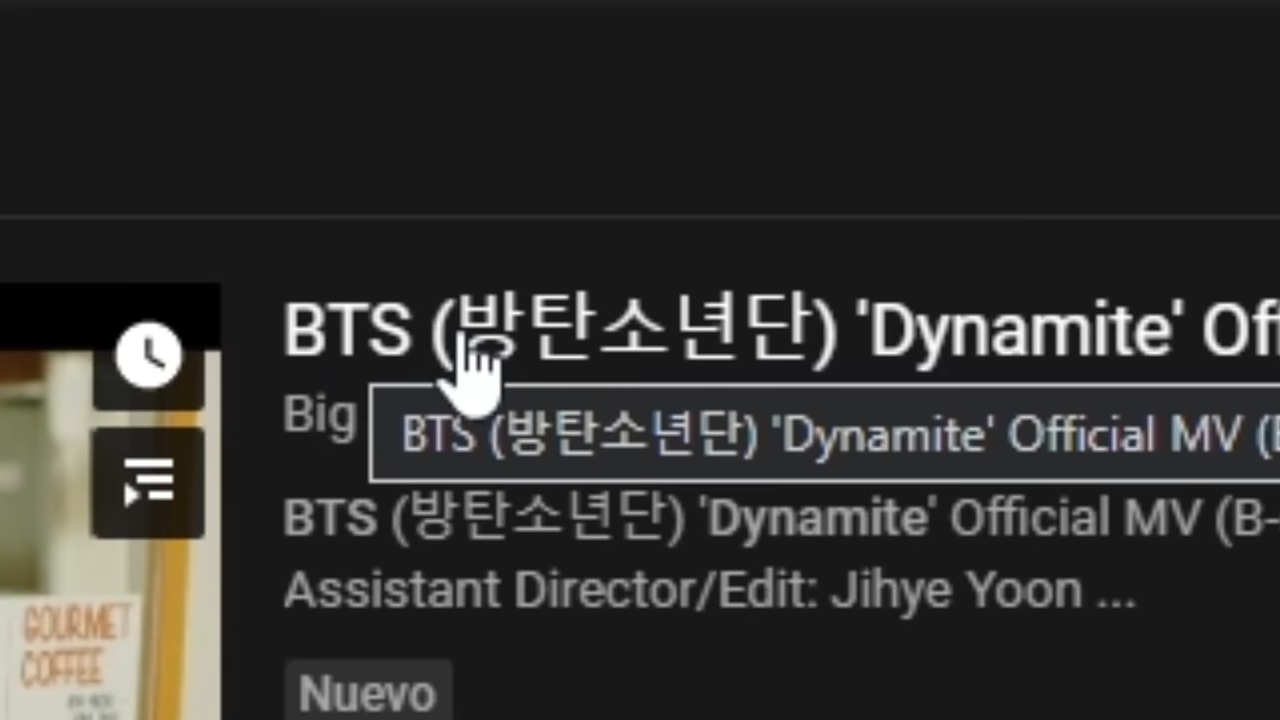 BTS (방탄소년단) 'Dynamite' Of
Big
BTS (방탄소년단) 'Dynamite' Official MV (
BTS (방탄소년단) 'Dynamite' Official MV (B-
Assistant Director/Edit: Jihye Yoon ...
GOURMET
COFFEE
Nuevo